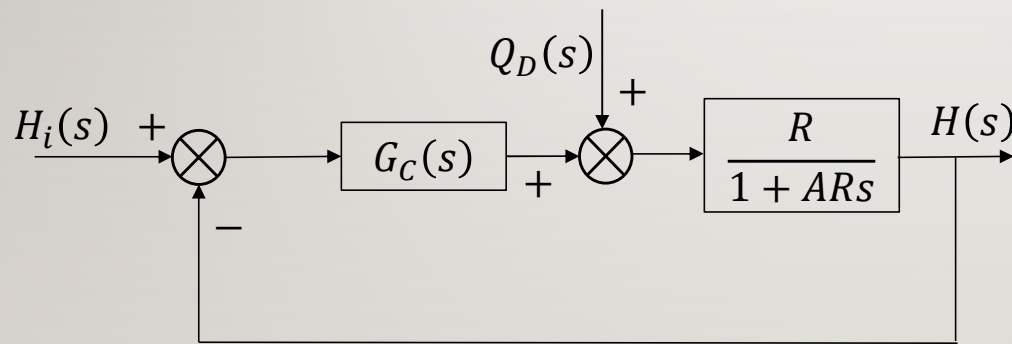 Q_D(s)
+
H_i(s) +
G_C(s)
+
R
1 + ARs
H(s)
−